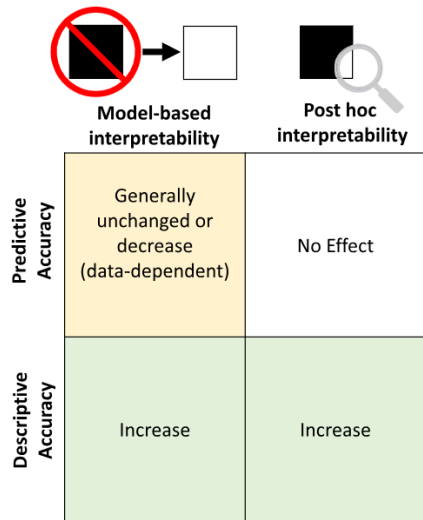 Model-based
interpretability
Post hoc
interpretability
Predictive
Accuracy
Generally
unchanged or
decrease
(data-dependent)
No Effect
Descriptive
Accuracy
Increase
Increase